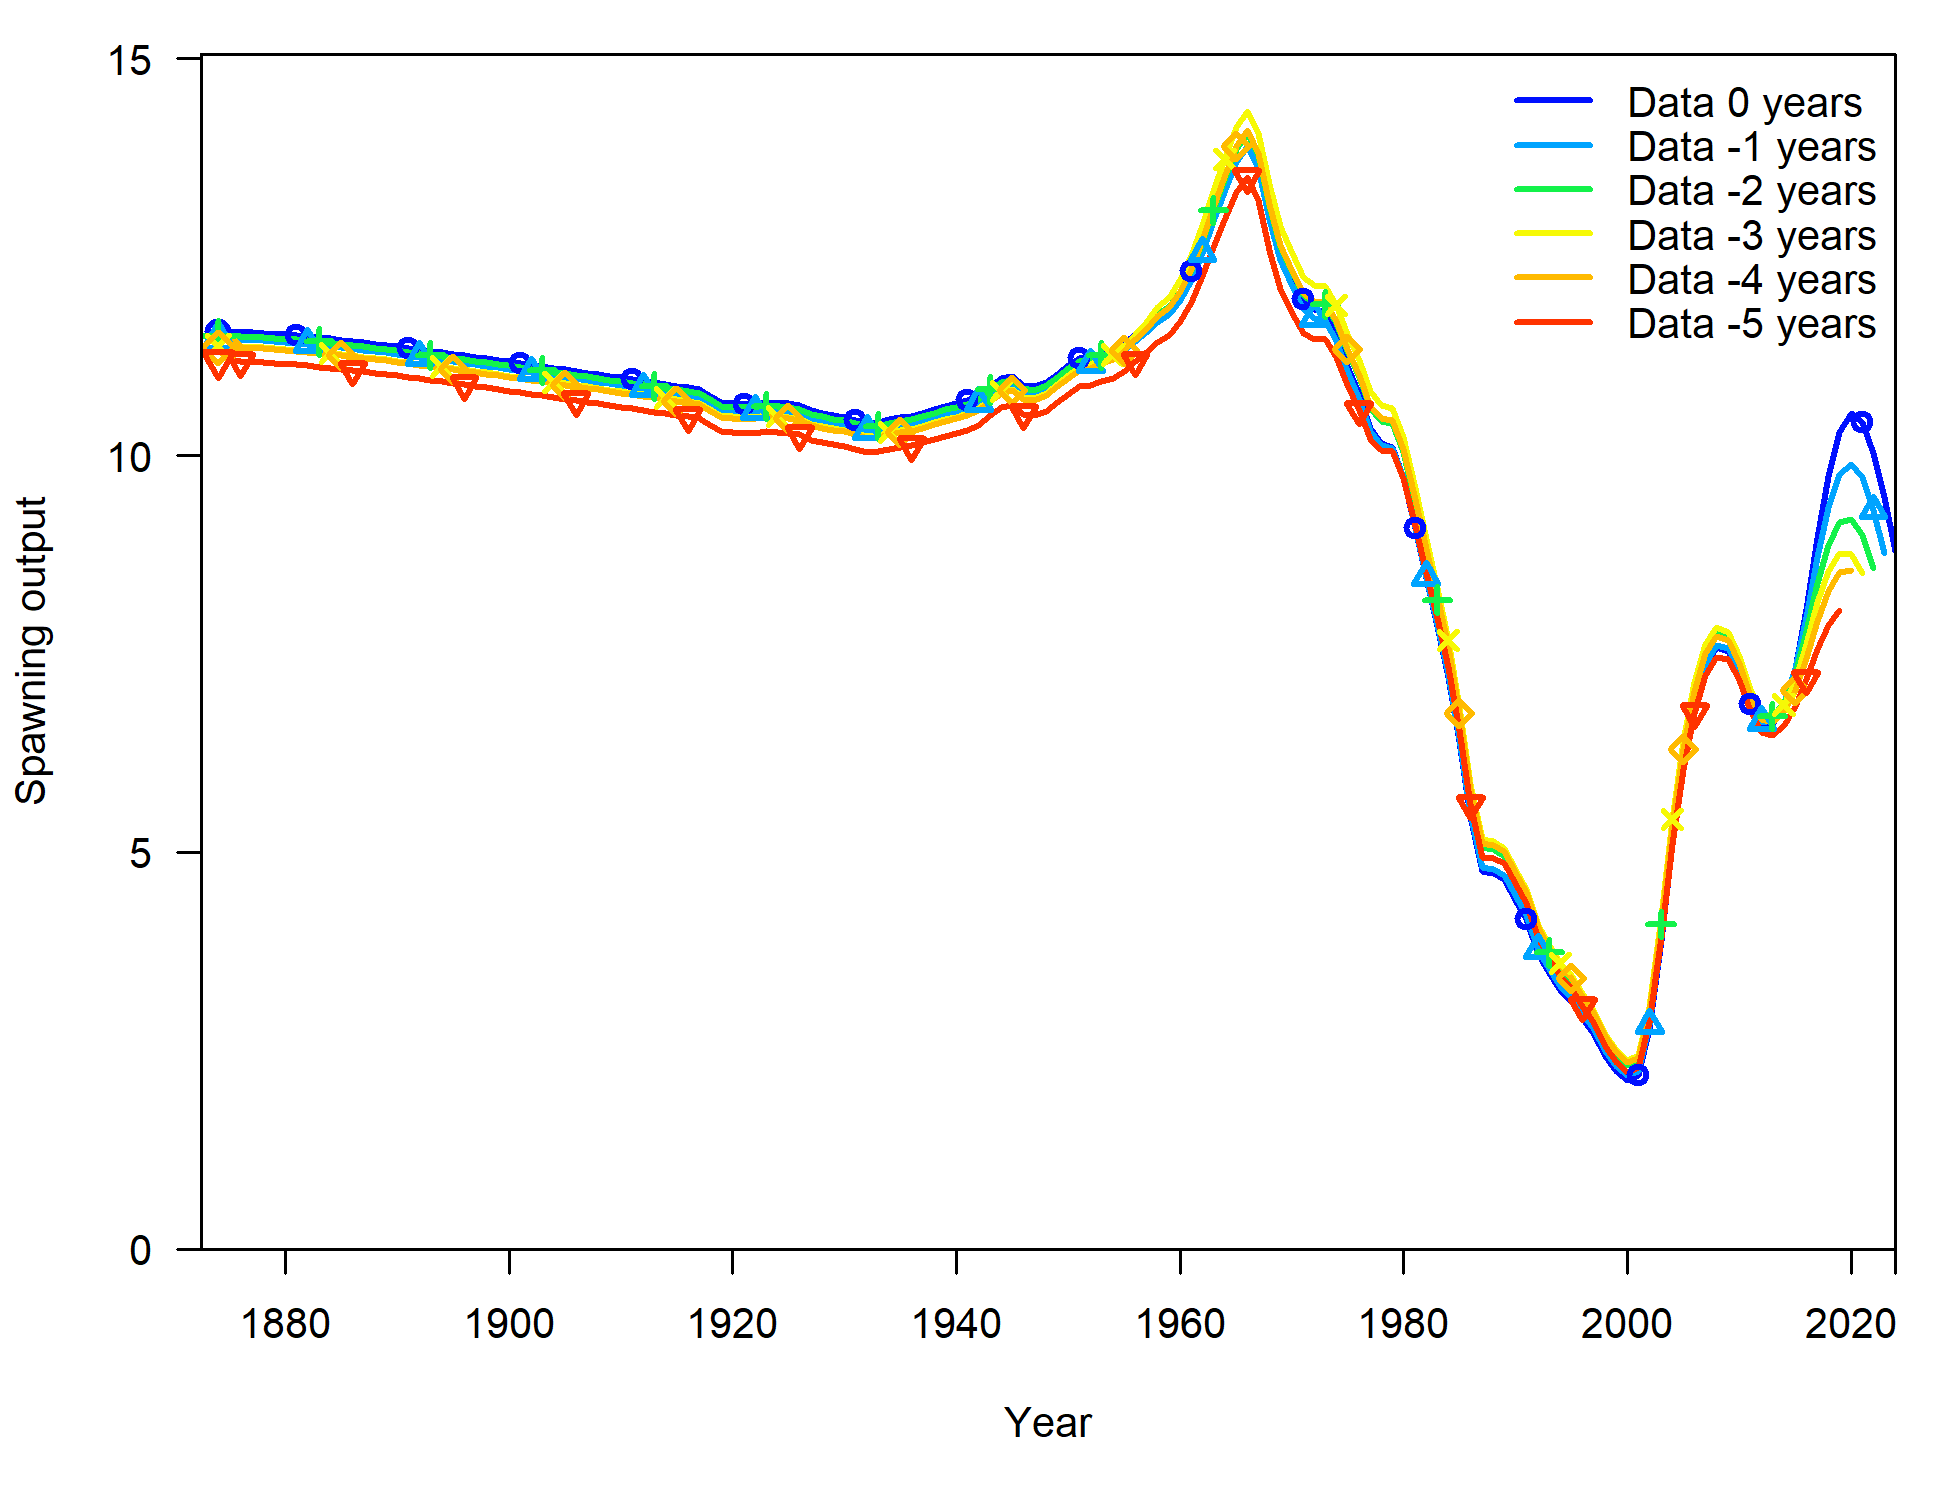 15
10
5
0
Spawning output
Data 0 years
Data -1 years
Data -2 years
Data -3 years
Data -4 years
Data -5 years
1880 1900 1920 1940 1960 1980 2000 2020
Year